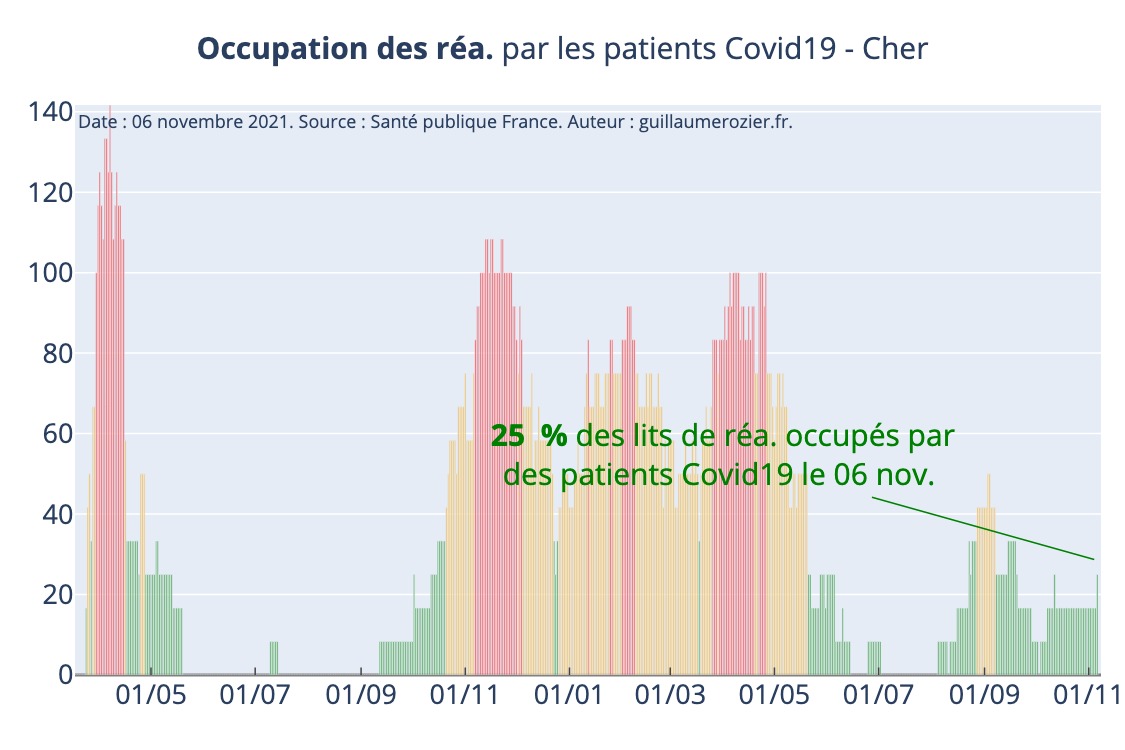 Occupation des réa. par les patients Covid19 - Cher
140
Date : 06 novembre 2021. Source : Santé publique France. Auteur : guillaumerozier.fr.
120
100
80
60
25 % des lits de réa. occupés par
des patients Covid19 le 06 nov.
40
20
0
01/05 01/07 01/09 01/11 01/01 01/03 01/05 01/07 01/09 01/11